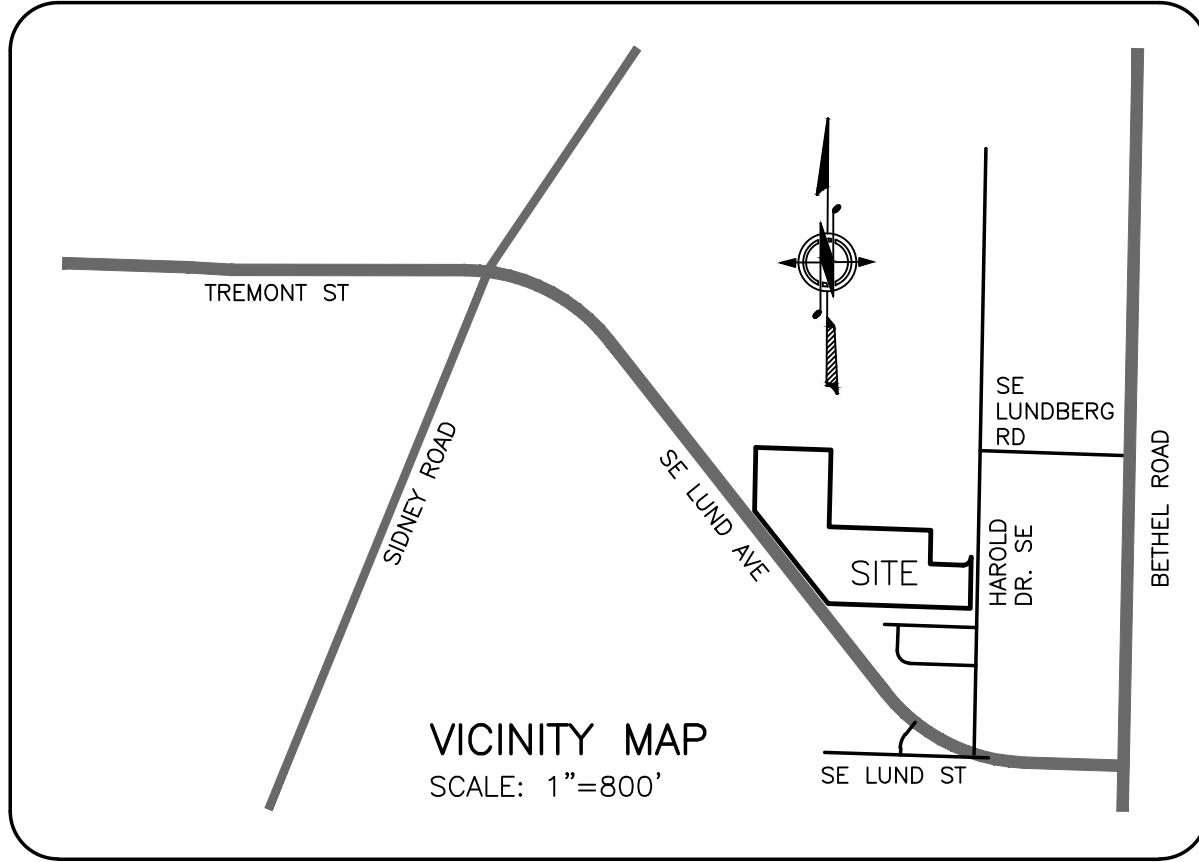 TREMONT ST
SIDNEY ROAD
SE LUND AVE
SE
LUNDBERG
RD
BETHEL ROAD
HAROLD
DR. SE
SITE
VICINITY MAP
SCALE: 1"=800'
SE LUND ST